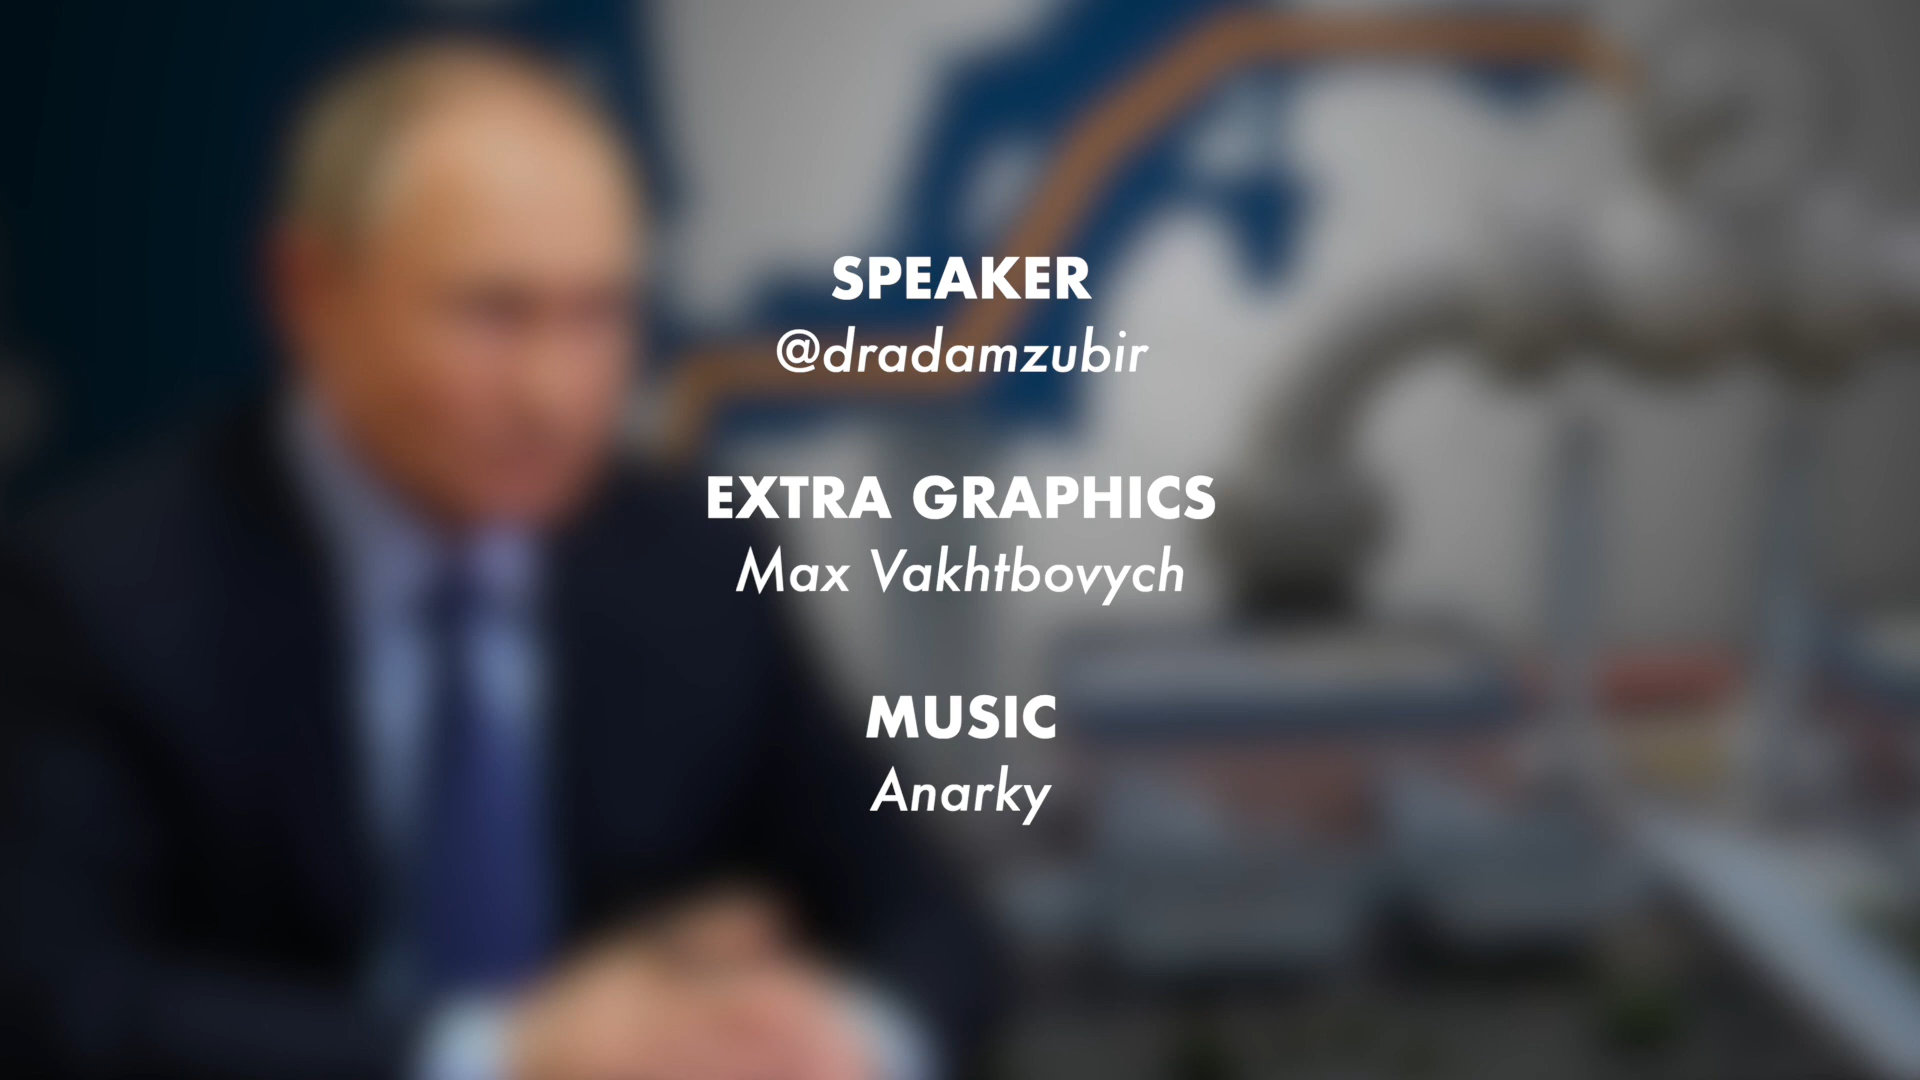 SPEAKER
@dradamzubir
EXTRA GRAPHICS
Max Vakhtbovych
MUSIC
Anarky